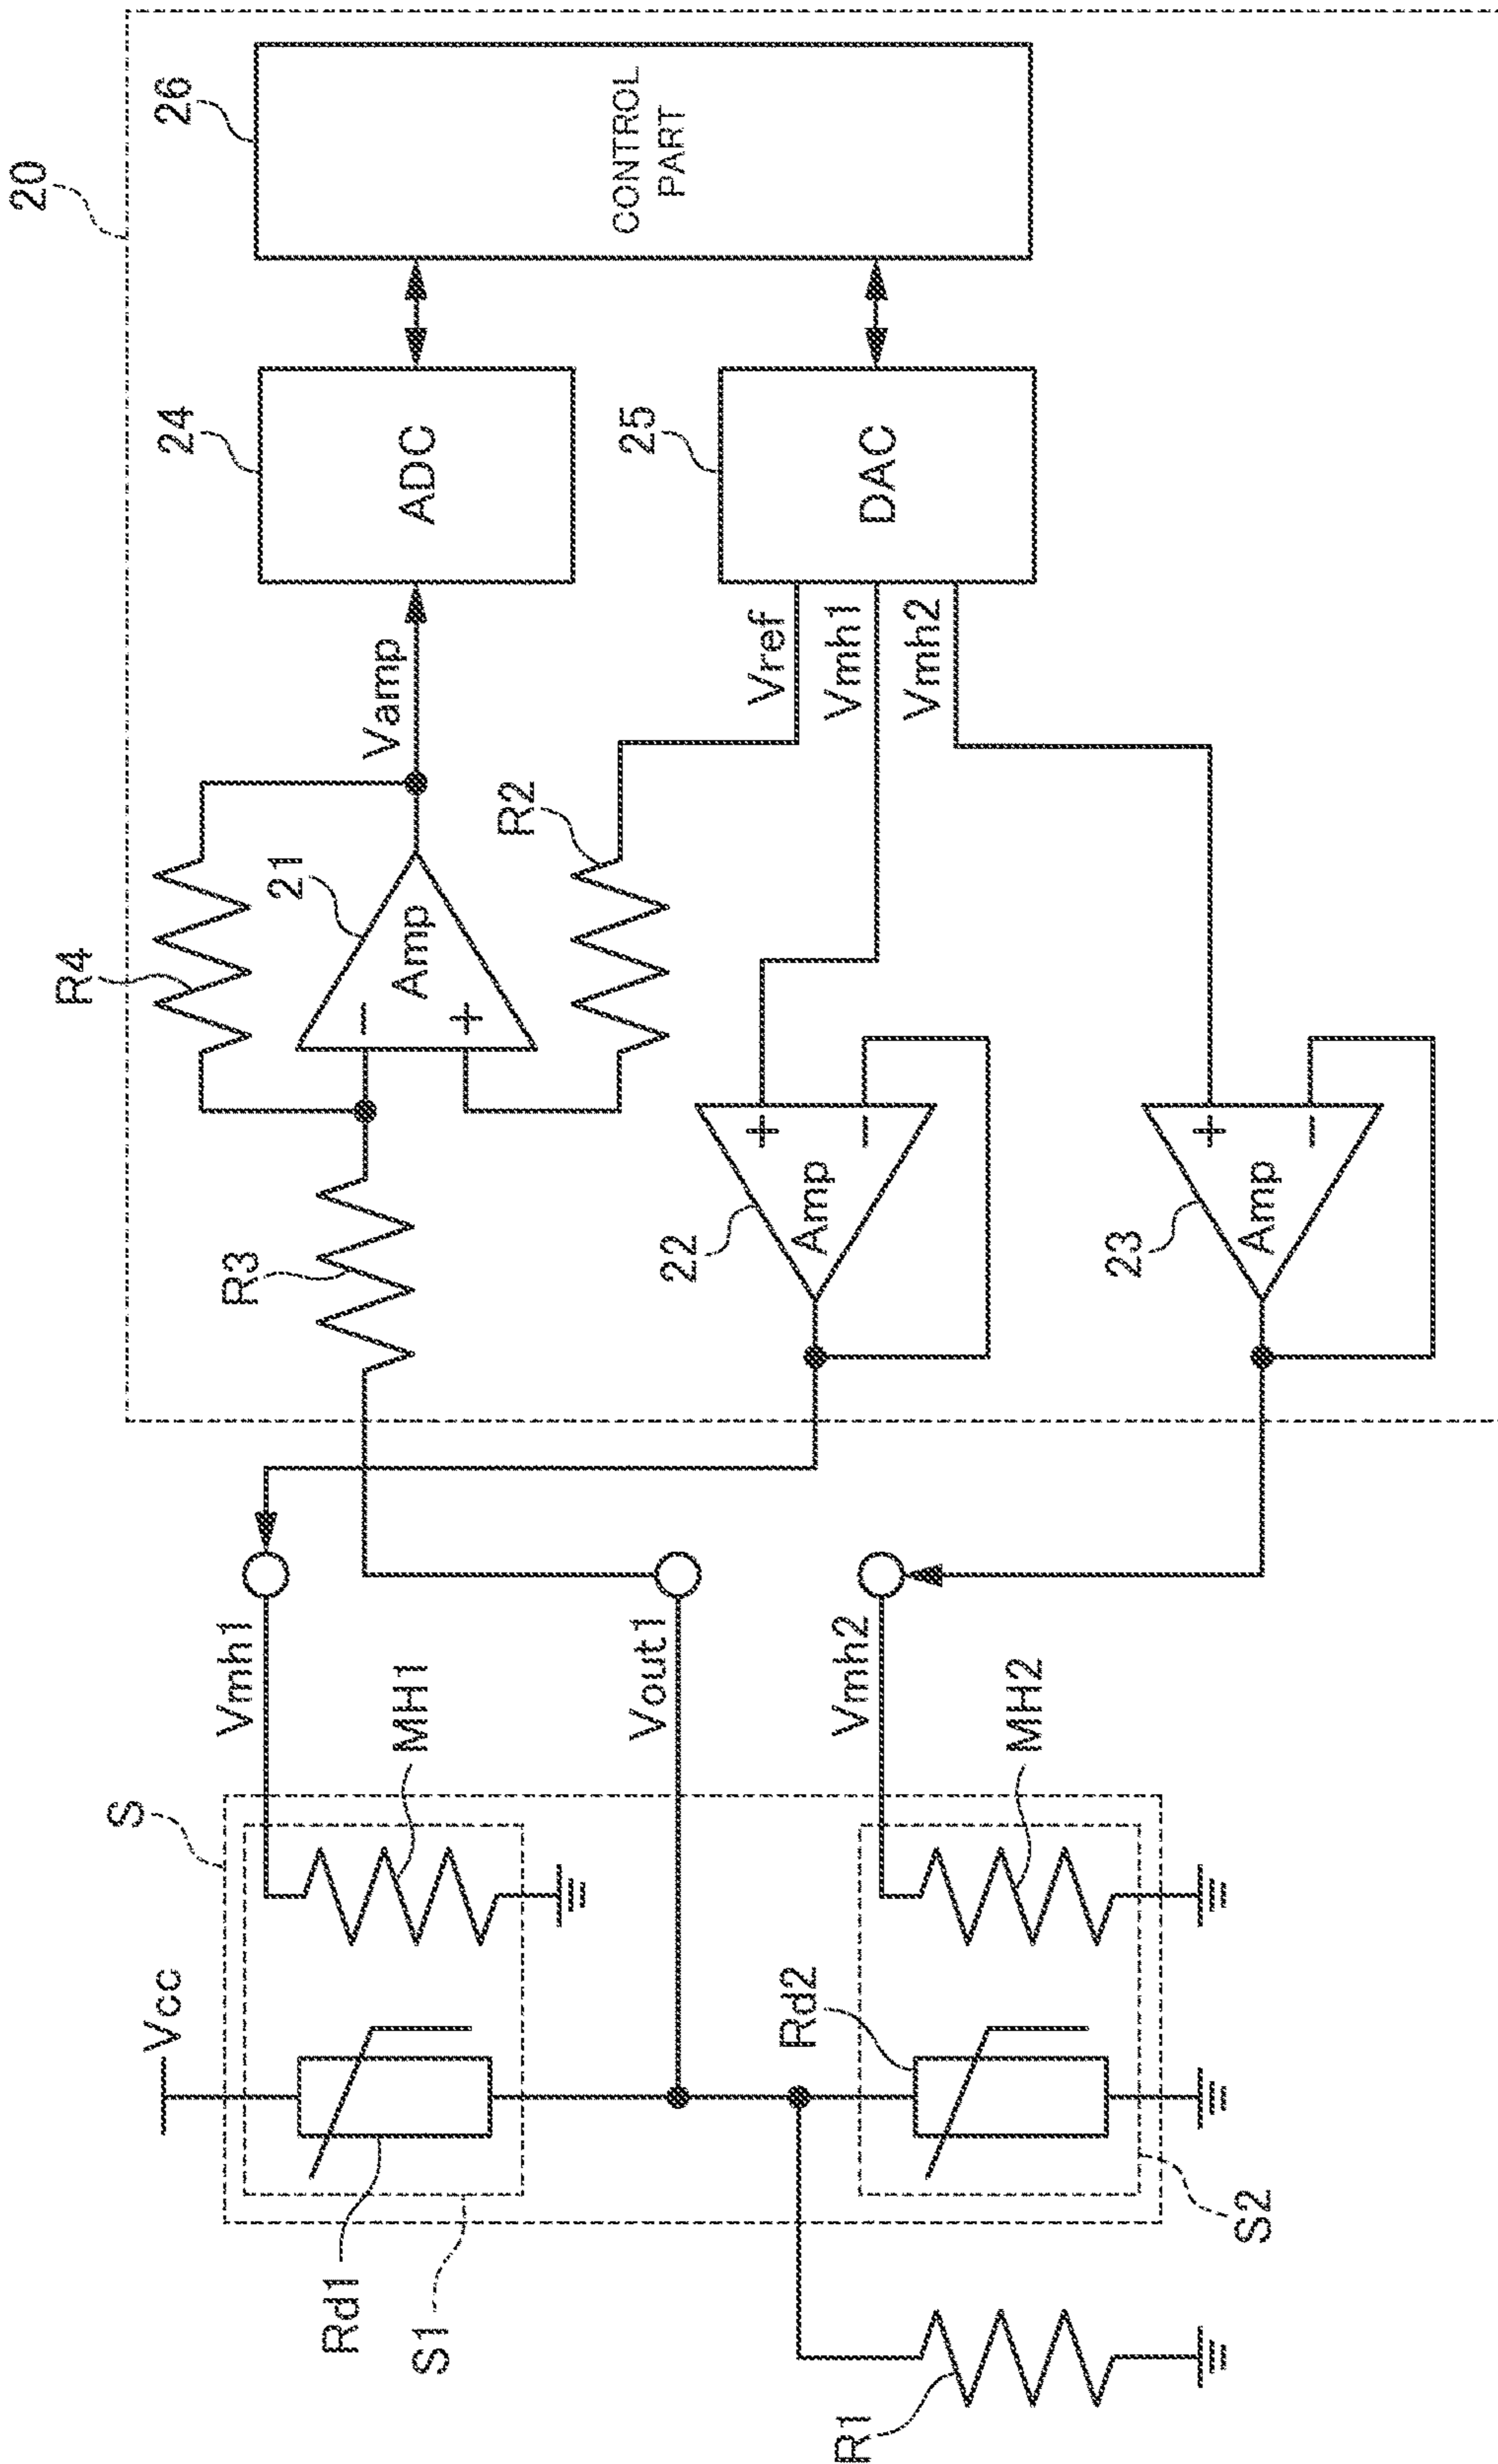 20
26
CONTROL
PART
24
ADC
25
DAC
Vamp
Vref
Vmh1
Vmh2
R4
21
Amp
−
+
R2
R3
22
Amp
+
−
23
Amp
+
−
Vmh1
Vout1
Vmh2
S
MH1
MH2
Vcc
Rd2
Rd1
S1
S2
R1